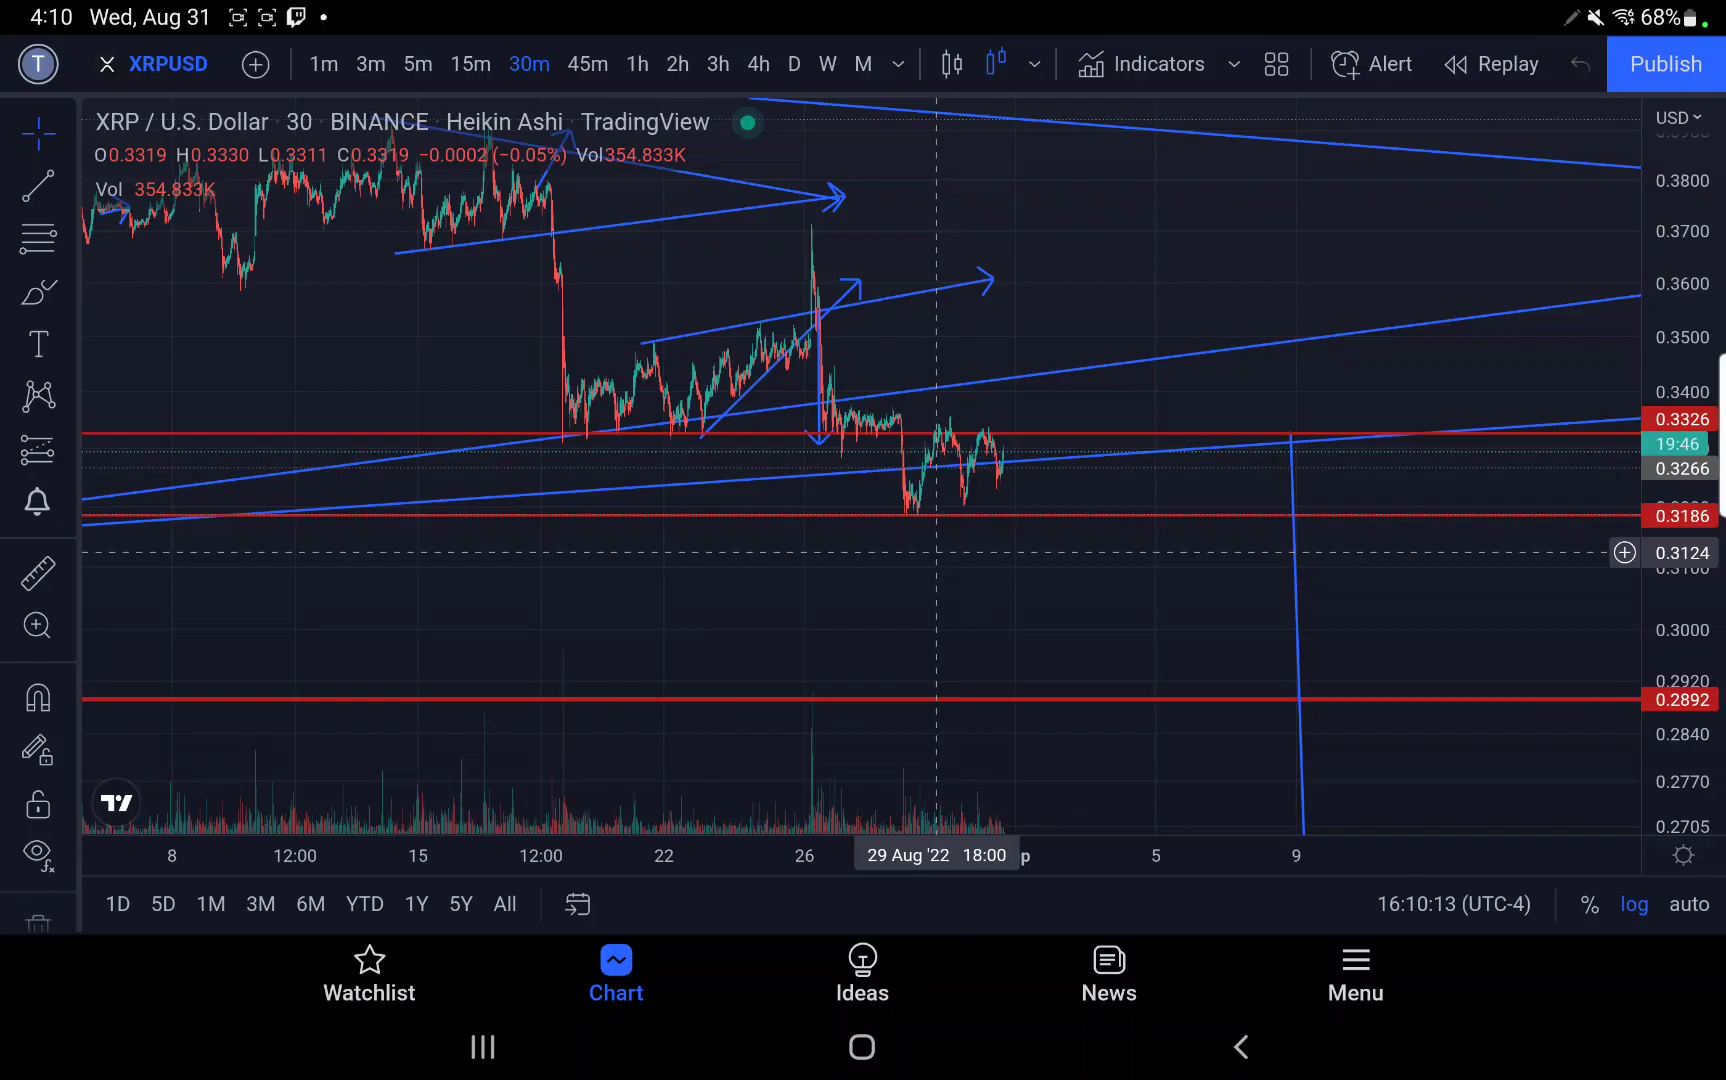 4:10 Wed, Aug 31 68%
T XRPUSD 1m 3m 5m 15m 30m 45m 1h 2h 3h 4h D W M Indicators Alert Replay Publish
XRP / U.S. Dollar 30 BINANCE Heikin Ashi TradingView
O0.3319 H0.3330 L0.3311 C0.3319 −0.0002 (−0.05%) Vol354.833K
Vol 354.833K
USD
0.3800
0.3700
0.3600
0.3500
0.3400
0.3326
19:46
0.3266
0.3186
0.3124
0.3100
0.3000
0.2920
0.2892
0.2840
0.2770
0.2705
8 12:00 15 12:00 22 26 29 Aug '22 18:00 5 9
1D 5D 1M 3M 6M YTD 1Y 5Y All 16:10:13 (UTC-4) % log auto
Watchlist Chart Ideas News Menu